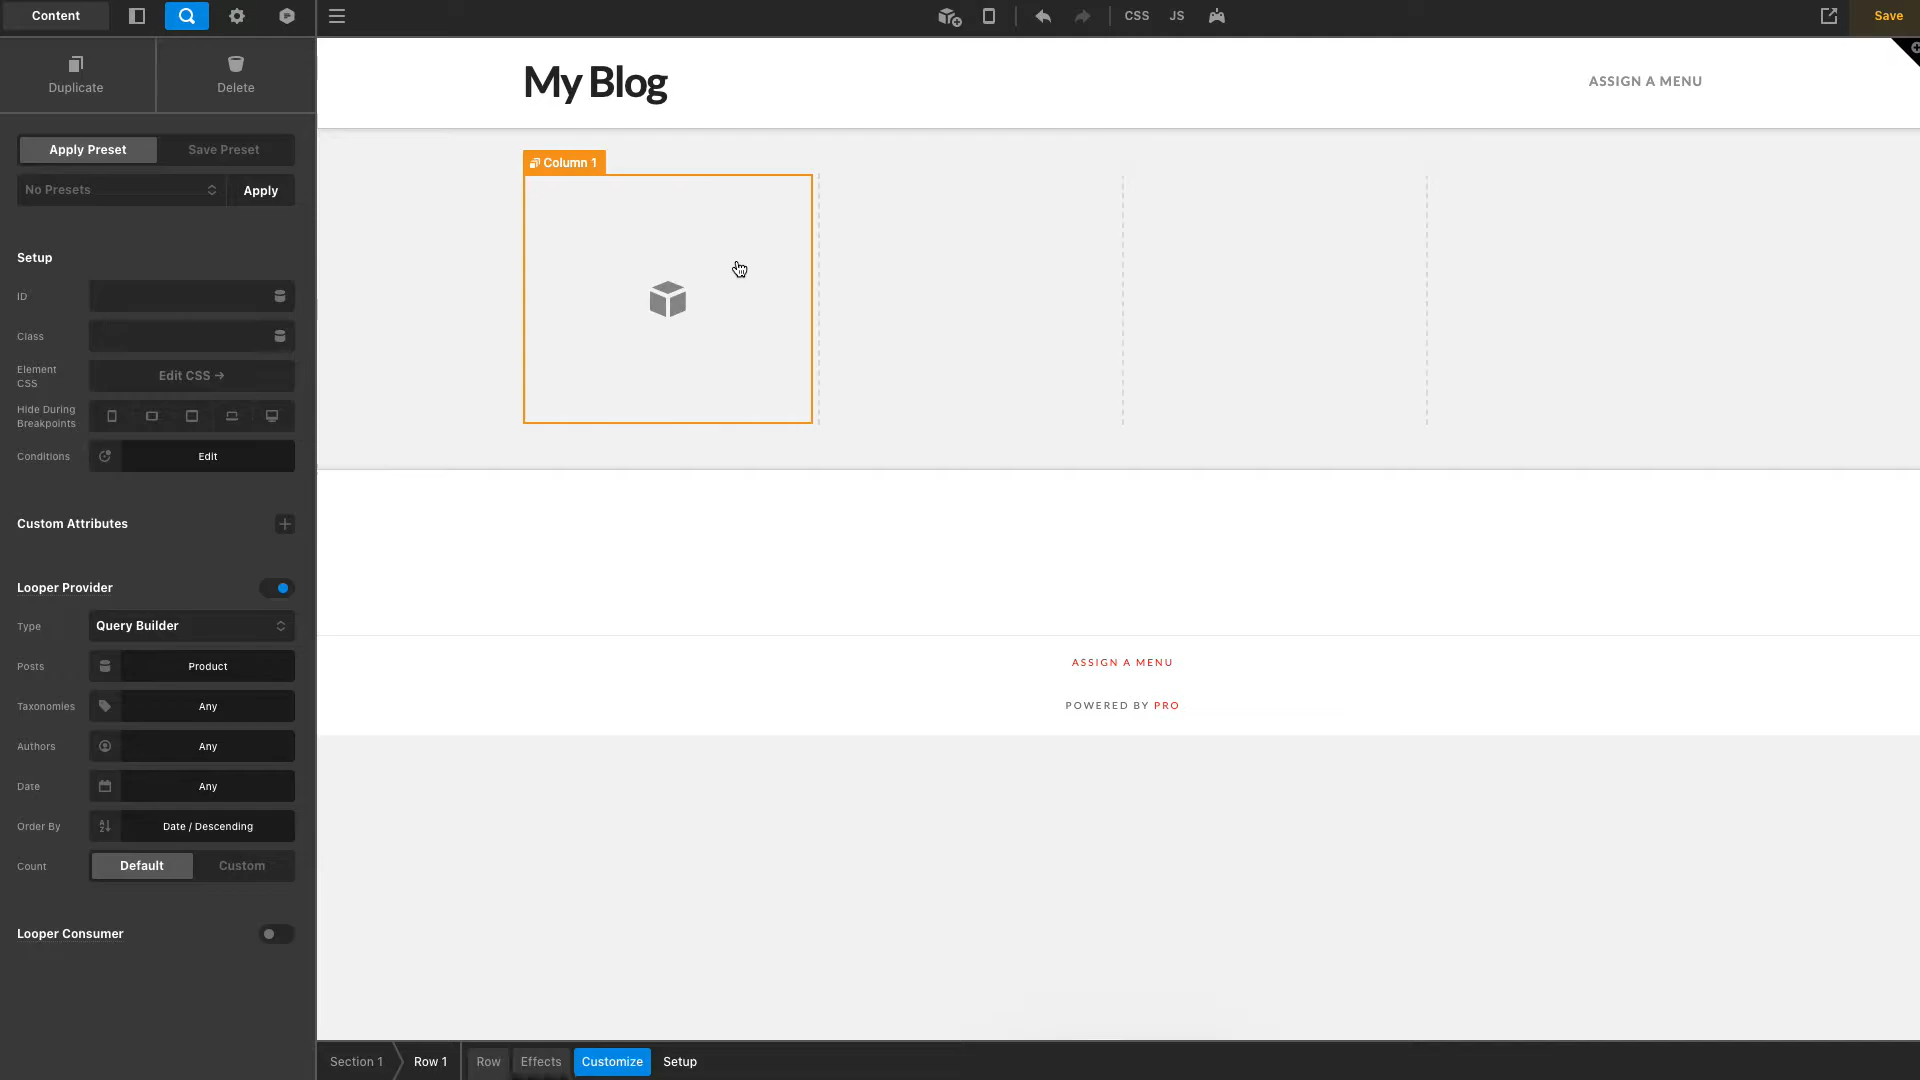 Content
CSS
JS
Save
Duplicate
Delete
My Blog
ASSIGN A MENU
Apply Preset
Save Preset
Column 1
No Presets
Apply
Setup
ID
Class
Element
CSS
Edit CSS →
Hide During
Breakpoints
Conditions
Edit
Custom Attributes
Looper Provider
Type
Query Builder
Posts
Product
Taxonomies
Any
Authors
Any
Date
Any
Order By
Date / Descending
Count
Default
Custom
Looper Consumer
ASSIGN A MENU
POWERED BY PRO
Section 1
Row 1
Row
Effects
Customize
Setup